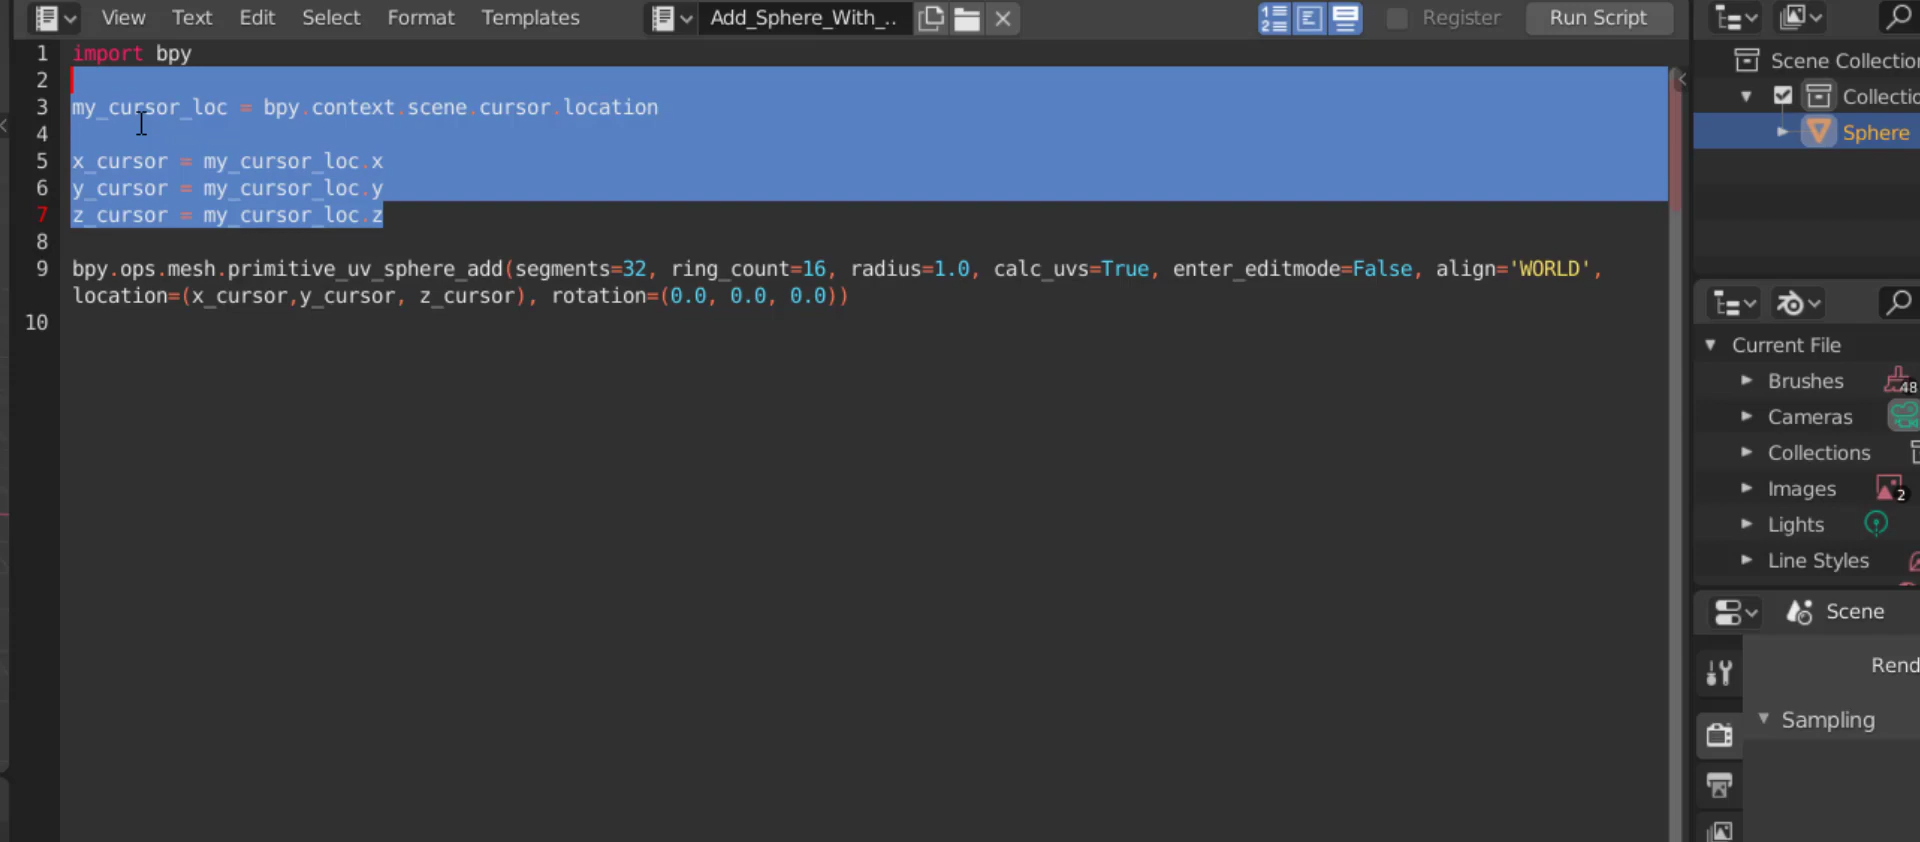 View Text Edit Select Format Templates Add_Sphere_With_.. Register Run Script
1 import bpy
2
3 my_cursor_loc = bpy.context.scene.cursor.location
4
5 x_cursor = my_cursor_loc.x
6 y_cursor = my_cursor_loc.y
7 z_cursor = my_cursor_loc.z
8
9 bpy.ops.mesh.primitive_uv_sphere_add(segments=32, ring_count=16, radius=1.0, calc_uvs=True, enter_editmode=False, align='WORLD',
location=(x_cursor,y_cursor, z_cursor), rotation=(0.0, 0.0, 0.0))
10
Scene Collectio
Collectio
Sphere
Current File
Brushes 48
Cameras
Collections
Images 2
Lights
Line Styles
Scene
Rend
Sampling